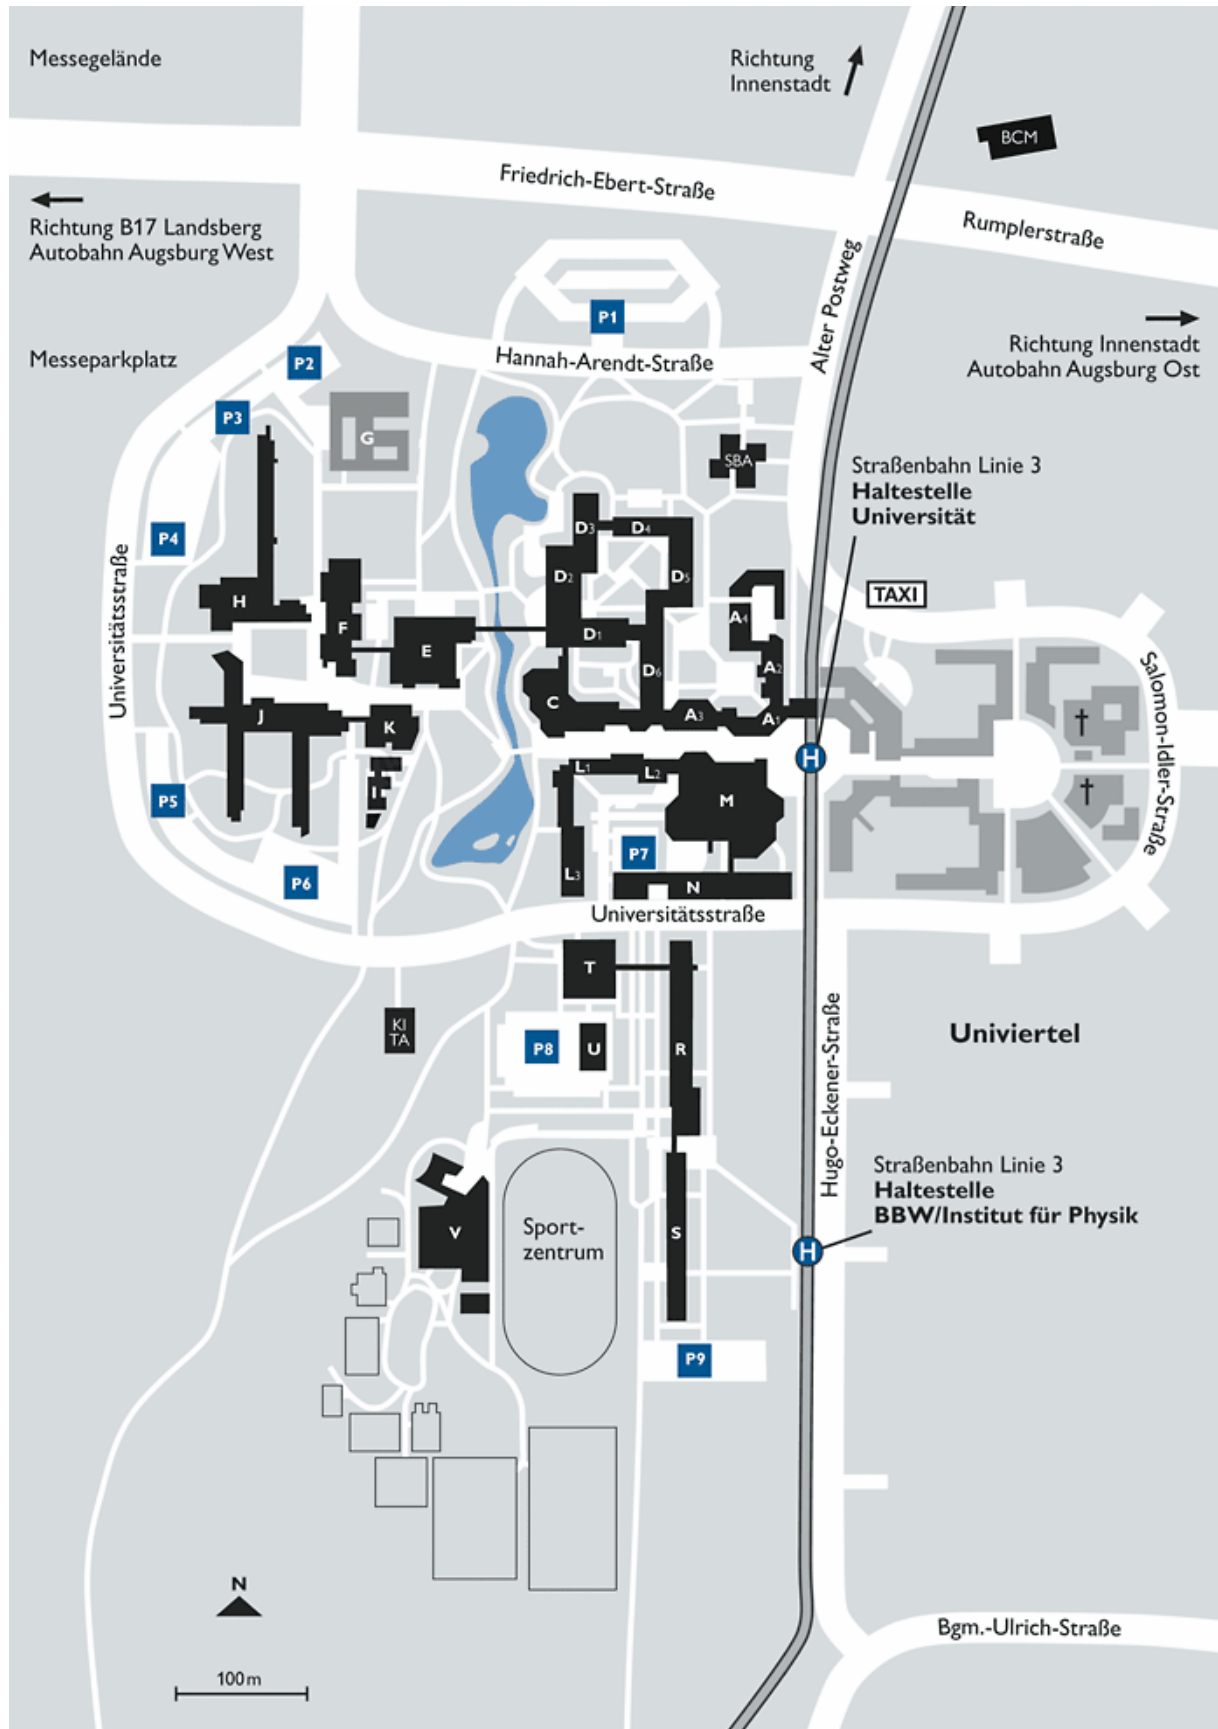 Messegelände
Richtung
Innenstadt
BCM
Friedrich-Ebert-Straße
Rumplerstraße
Richtung B17 Landsberg
Autobahn Augsburg West
Alter Postweg
P1
Richtung Innenstadt
Autobahn Augsburg Ost
Messeparkplatz
P2
Hannah-Arendt-Straße
P3
G
SBA
Straßenbahn Linie 3
Haltestelle
Universität
P4
D3
D4
D2
D5
TAXI
H
F
A4
D1
E
Universitätsstraße
D6
A2
Salomon-Idler-Straße
C
J
K
A3
A1
H
L1
L2
I
P5
M
P7
L3
P6
N
Universitätsstraße
T
KI
TA
P8
U
R
Hugo-Eckener-Straße
Univiertel
Straßenbahn Linie 3
Haltestelle
BBW/Institut für Physik
V
Sport-
zentrum
S
H
P9
N
Bgm.-Ulrich-Straße
100 m